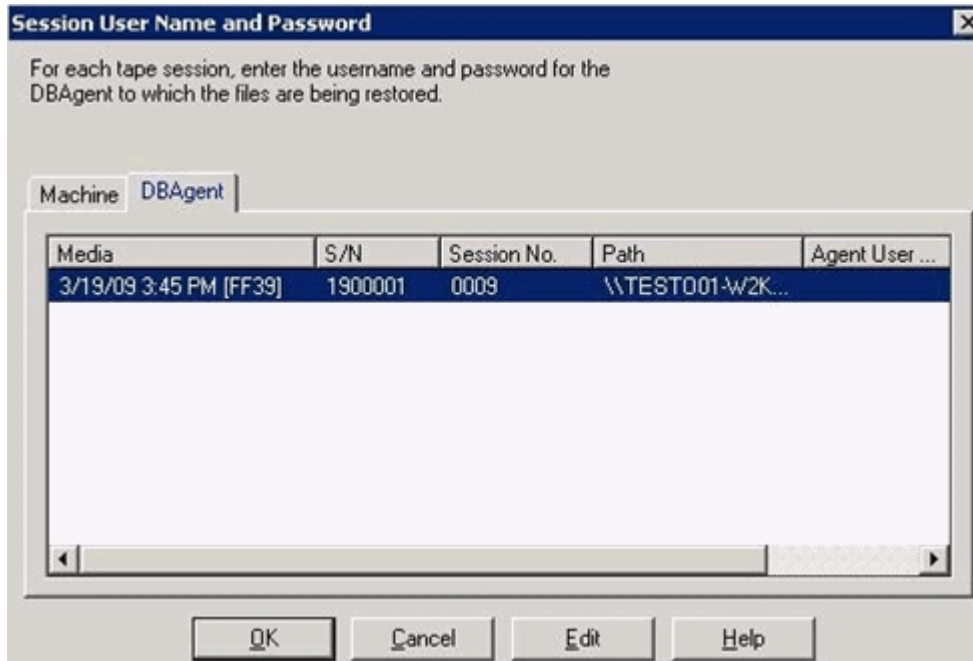 Session User Name and Password
For each tape session, enter the username and password for the
DBAgent to which the files are being restored.
Machine DBAgent
Media S/N Session No. Path Agent User ...
3/19/09 3:45 PM [FF39] 1900001 0009 \\TESTO01-W2K...
OK Cancel Edit Help